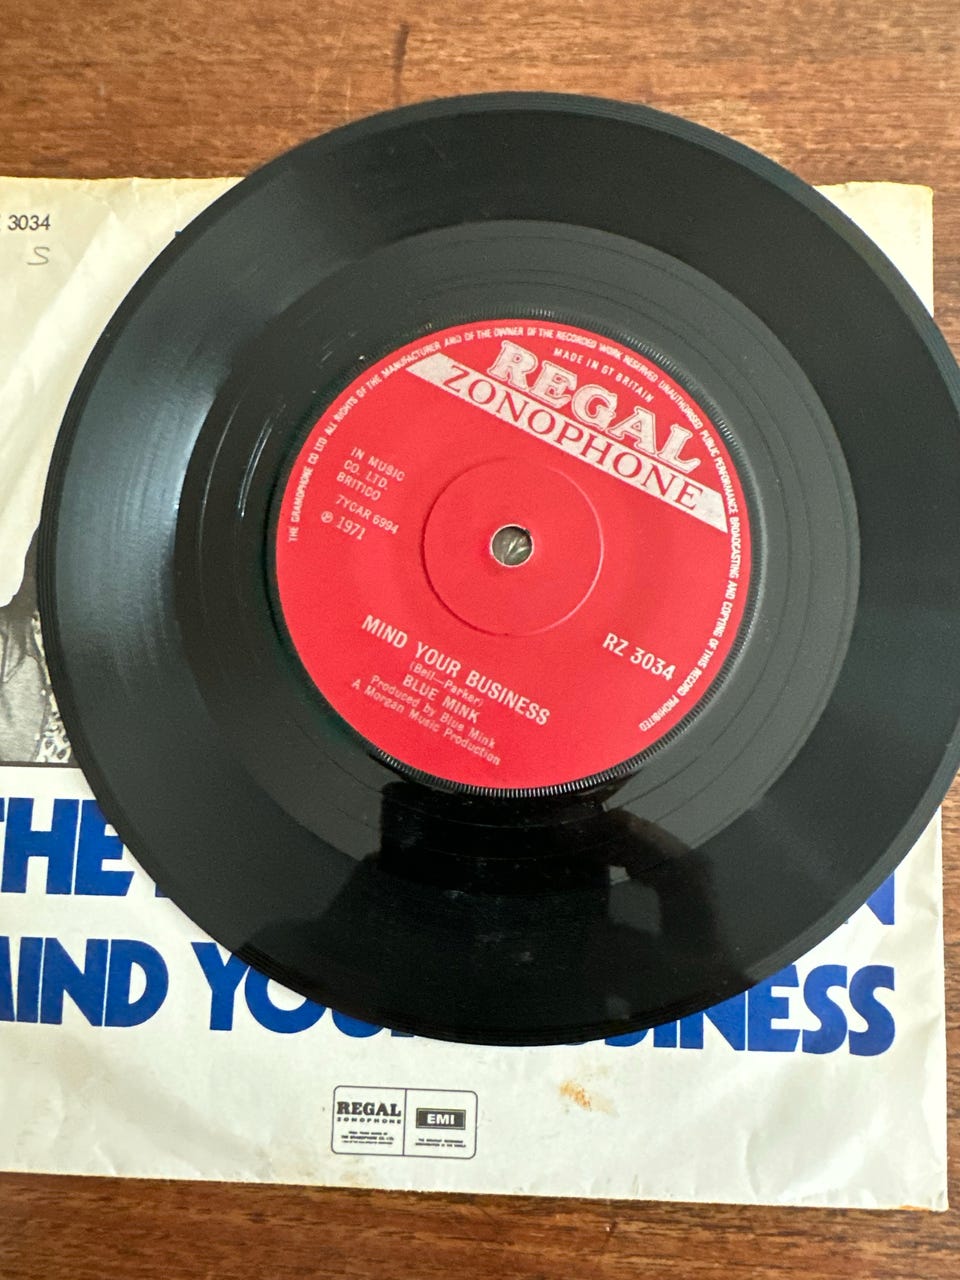 3034
S
THE GRAMOPHONE CO LTD ALL RIGHTS OF THE MANUFACTURER AND OF THE OWNER OF THE RECORDED WORK RESERVED UNAUTHORISED PUBLIC PERFORMANCE BROADCASTING AND COPYING OF THIS RECORD PROHIBITED
MADE IN GT BRITAIN
REGAL
ZONOPHONE
IN MUSIC
CO. LTD.
BRITICO
7YCAR 6994
℗ 1971
RZ 3034
MIND YOUR BUSINESS
(Bell—Parker)
BLUE MINK
Produced by Blue Mink
A Morgan Music Production
THE
N
MIND YOUR BUSINESS
REGAL
ZONOPHONE
EMI